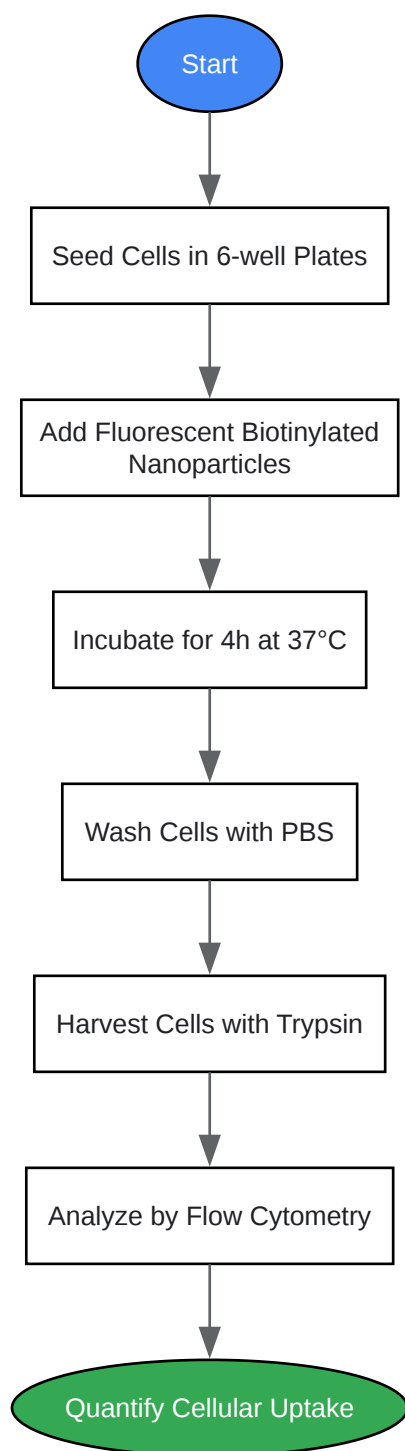 Start
Seed Cells in 6-well Plates
Add Fluorescent Biotinylated
Nanoparticles
Incubate for 4h at 37°C
Wash Cells with PBS
Harvest Cells with Trypsin
Analyze by Flow Cytometry
Quantify Cellular Uptake